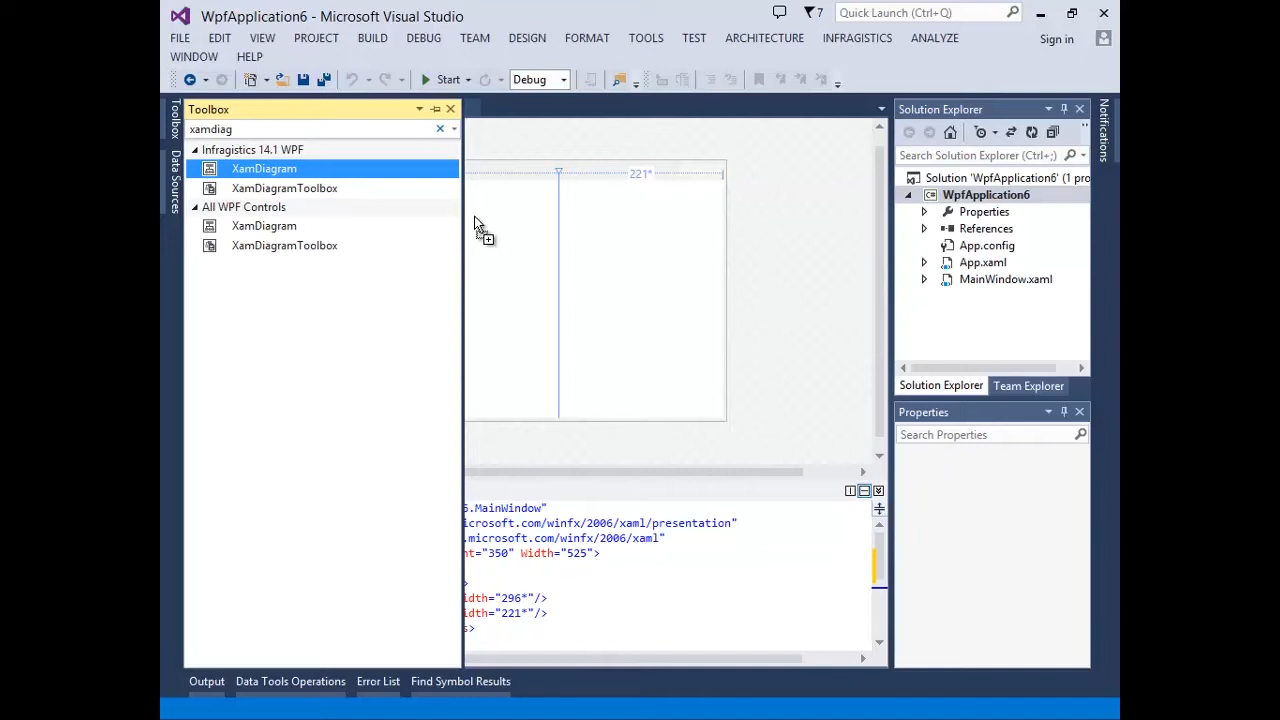 WpfApplication6 - Microsoft Visual Studio
7
Quick Launch (Ctrl+Q)
FILE EDIT VIEW PROJECT BUILD DEBUG TEAM DESIGN FORMAT TOOLS TEST ARCHITECTURE INFRAGISTICS ANALYZE
Sign in
WINDOW HELP
Start
Debug
Toolbox
Data Sources
Toolbox
xamdiag
Infragistics 14.1 WPF
XamDiagram
XamDiagramToolbox
All WPF Controls
XamDiagram
XamDiagramToolbox
221*
5.MainWindow"
icrosoft.com/winfx/2006/xaml/presentation"
.microsoft.com/winfx/2006/xaml"
ht="350" Width="525">
>
idth="296*"/>
idth="221*"/>
s>
Solution Explorer
Search Solution Explorer (Ctrl+;)
Solution 'WpfApplication6' (1 pro
WpfApplication6
Properties
References
App.config
App.xaml
MainWindow.xaml
Solution Explorer Team Explorer
Properties
Search Properties
Notifications
Output Data Tools Operations Error List Find Symbol Results